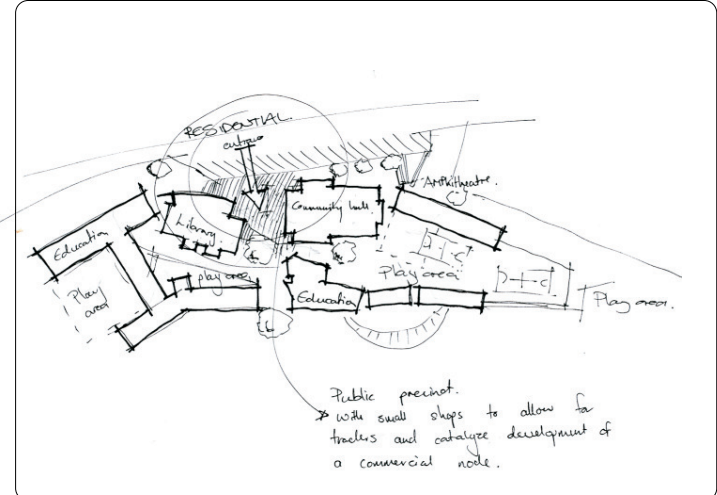 RESIDENTIAL
entrance
AMPhitheatre.
Community hall.
Library.
Education
Play area
play area
Play
area
Education
Play area.
Public precinct.
with small shops to allow for
traders and catalyze development of
a commercial node.